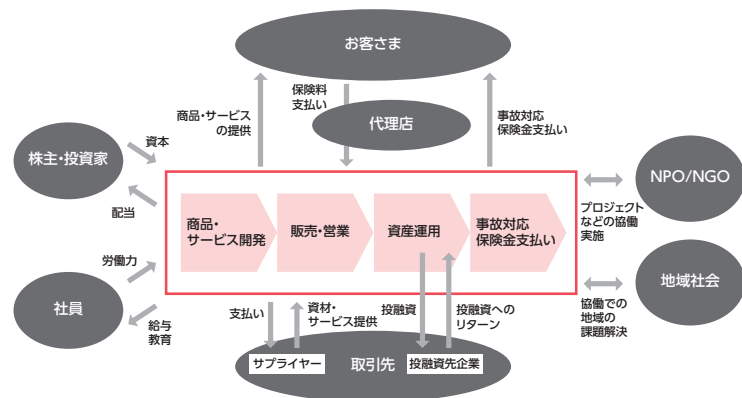 お客さま
商品・サービス
の提供
保険料
支払い
代理店
事故対応
保険金支払い
株主・投資家
資本
配当
NPO/NGO
プロジェクト
などの協働
実施
商品・
サービス開発
販売・営業
資産運用
事故対応
保険金支払い
労働力
社員
給与
教育
地域社会
協働での
地域の
課題解決
支払い
資材・
サービス提供
投融資
投融資への
リターン
サプライヤー
取引先
投融資先企業